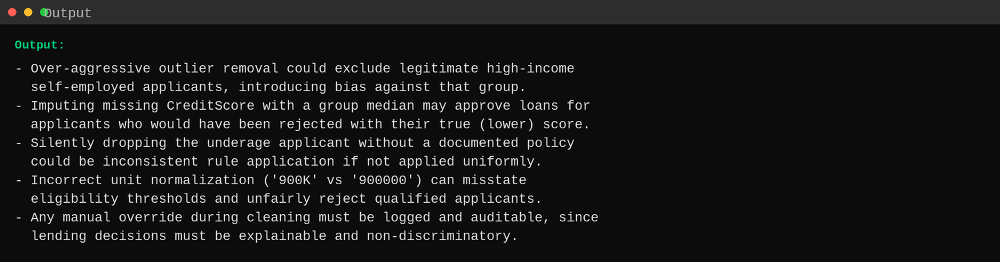 Output
Output:
- Over-aggressive outlier removal could exclude legitimate high-income
  self-employed applicants, introducing bias against that group.
- Imputing missing CreditScore with a group median may approve loans for
  applicants who would have been rejected with their true (lower) score.
- Silently dropping the underage applicant without a documented policy
  could be inconsistent rule application if not applied uniformly.
- Incorrect unit normalization ('900K' vs '900000') can misstate
  eligibility thresholds and unfairly reject qualified applicants.
- Any manual override during cleaning must be logged and auditable, since
  lending decisions must be explainable and non-discriminatory.